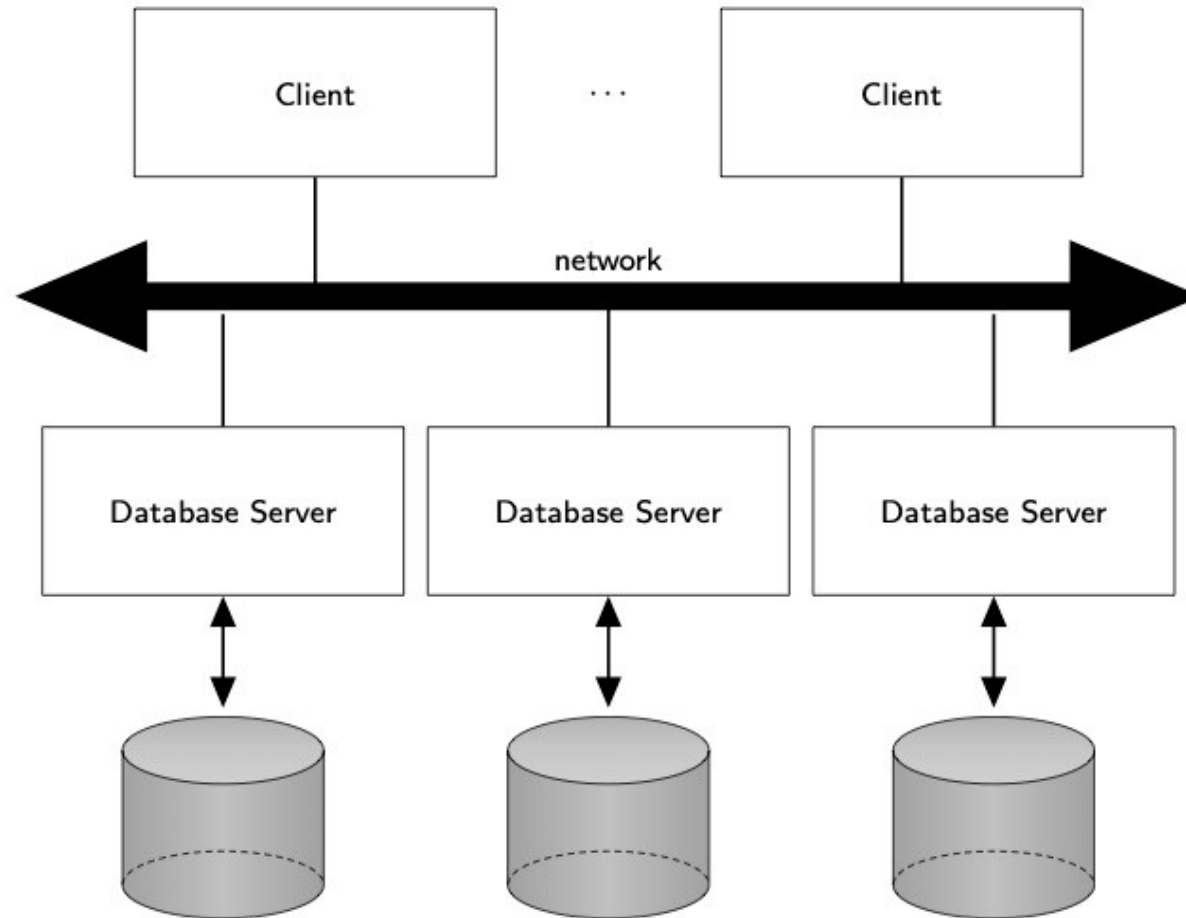 Client
...
Client
network
Database Server
Database Server
Database Server